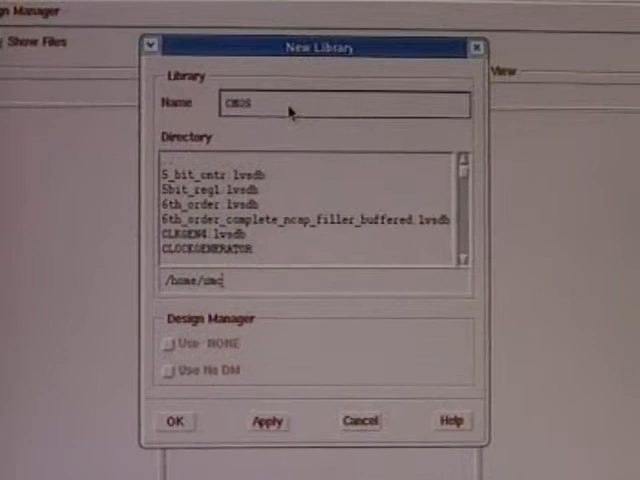 gn Manager
Show Files
View
New Library
Library
Name CMOS
Directory
..
5_bit_cntr.lvsdb
5bit_reg1.lvsdb
6th_order.lvsdb
6th_order_complete_ncap_filler_buffered.lvsdb
CLKGEN4.lvsdb
CLOCKGENERATOR
/home/umc
Design Manager
Use NONE
Use No DM
OK Apply Cancel Help